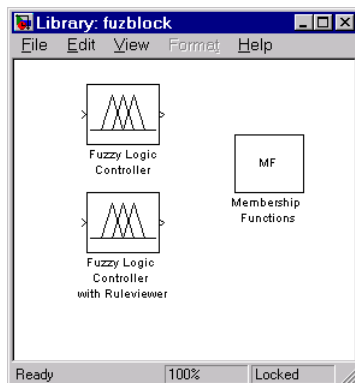 Library: fuzblock
File Edit View Format Help
Fuzzy Logic
Controller
MF
Membership
Functions
Fuzzy Logic
Controller
with Ruleviewer
Ready 100% Locked